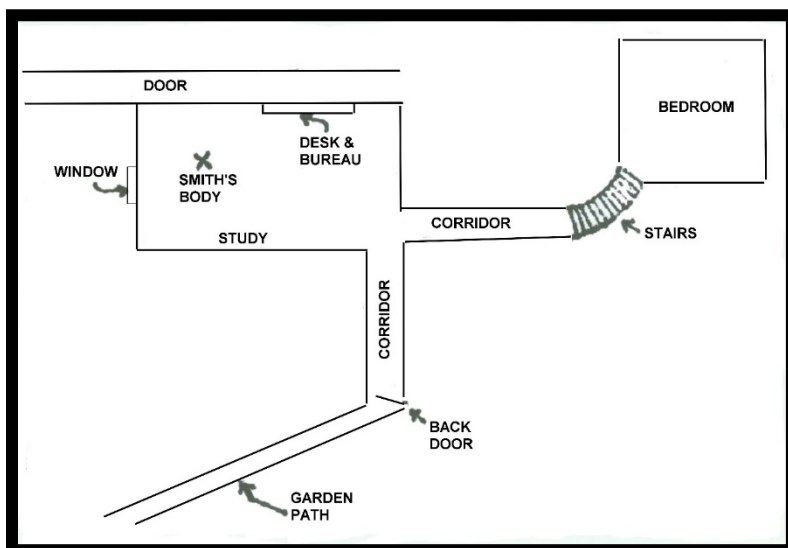 DOOR
BEDROOM
DESK &
BUREAU
WINDOW
SMITH'S
BODY
CORRIDOR
STAIRS
STUDY
CORRIDOR
BACK
DOOR
GARDEN
PATH